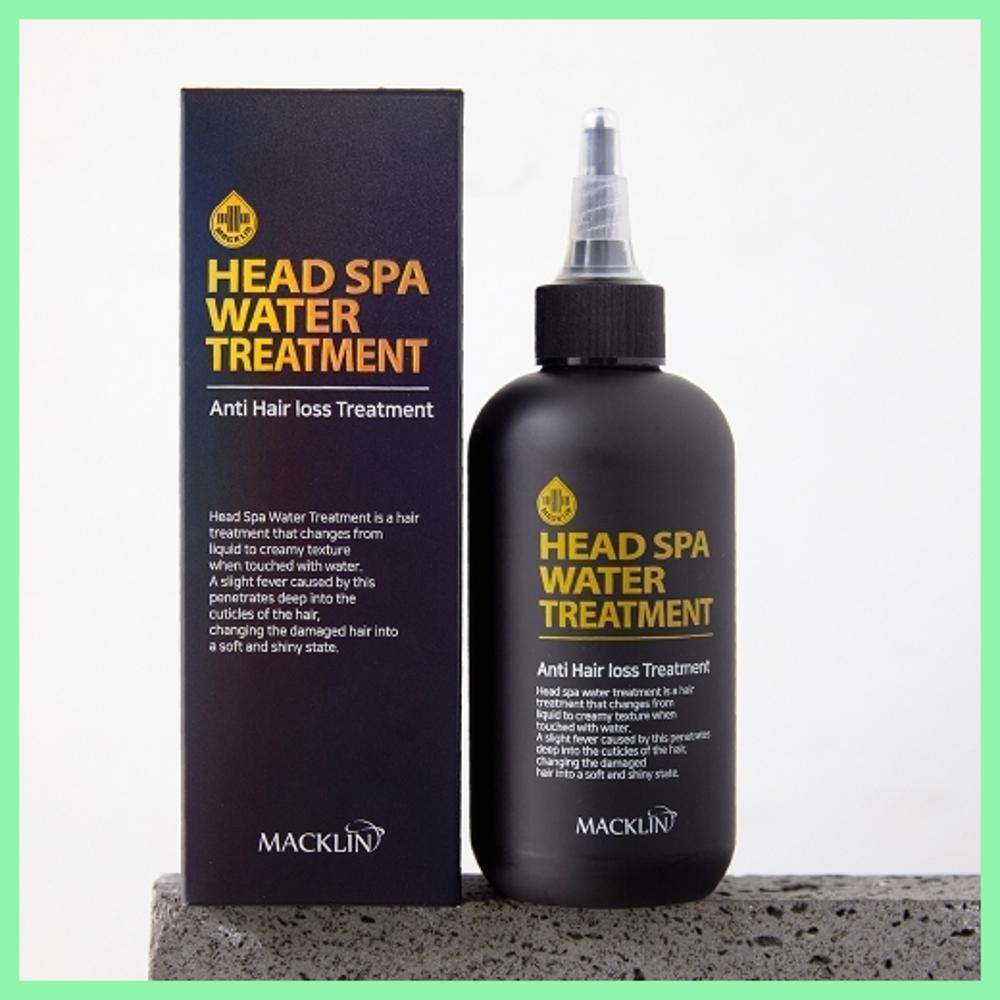 MACKLIN
HEAD SPA
WATER
TREATMENT
Anti Hair loss Treatment
Head Spa Water Treatment is a hair
treatment that changes from
liquid to creamy texture
when touched with water.
A slight fever caused by this
penetrates deep into the
cuticles of the hair,
changing the damaged hair into
a soft and shiny state.
MACKLIN
MACKLIN
HEAD SPA
WATER
TREATMENT
Anti Hair loss Treatment
Head spa water treatment is a hair
treatment that changes from
liquid to creamy texture when
touched with water.
A slight fever caused by this penetrates
deep into the cuticles of the hair,
changing the damaged
hair into a soft and shiny state.
MACKLIN